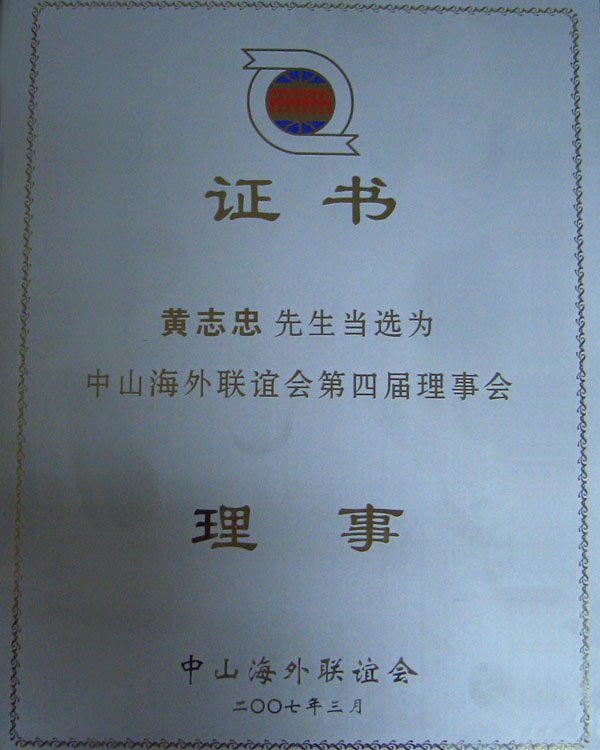 证书
黄志忠 先生当选为
中山海外联谊会第四届理事会
理事
中山海外联谊会
二〇〇七年三月